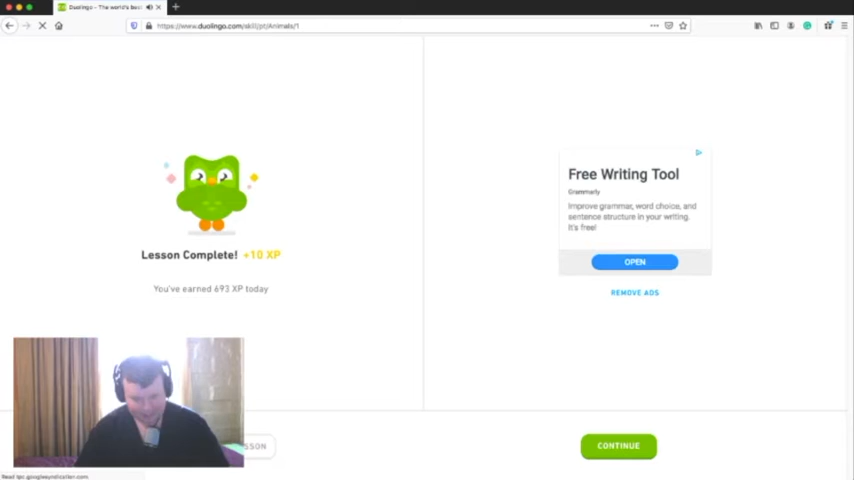 Duolingo - The world's bes
https://www.duolingo.com/skill/pt/Animals/1
Lesson Complete! +10 XP
You've earned 693 XP today
SSON
Free Writing Tool
Grammarly
Improve grammar, word choice, and
sentence structure in your writing.
It's free!
OPEN
REMOVE ADS
CONTINUE